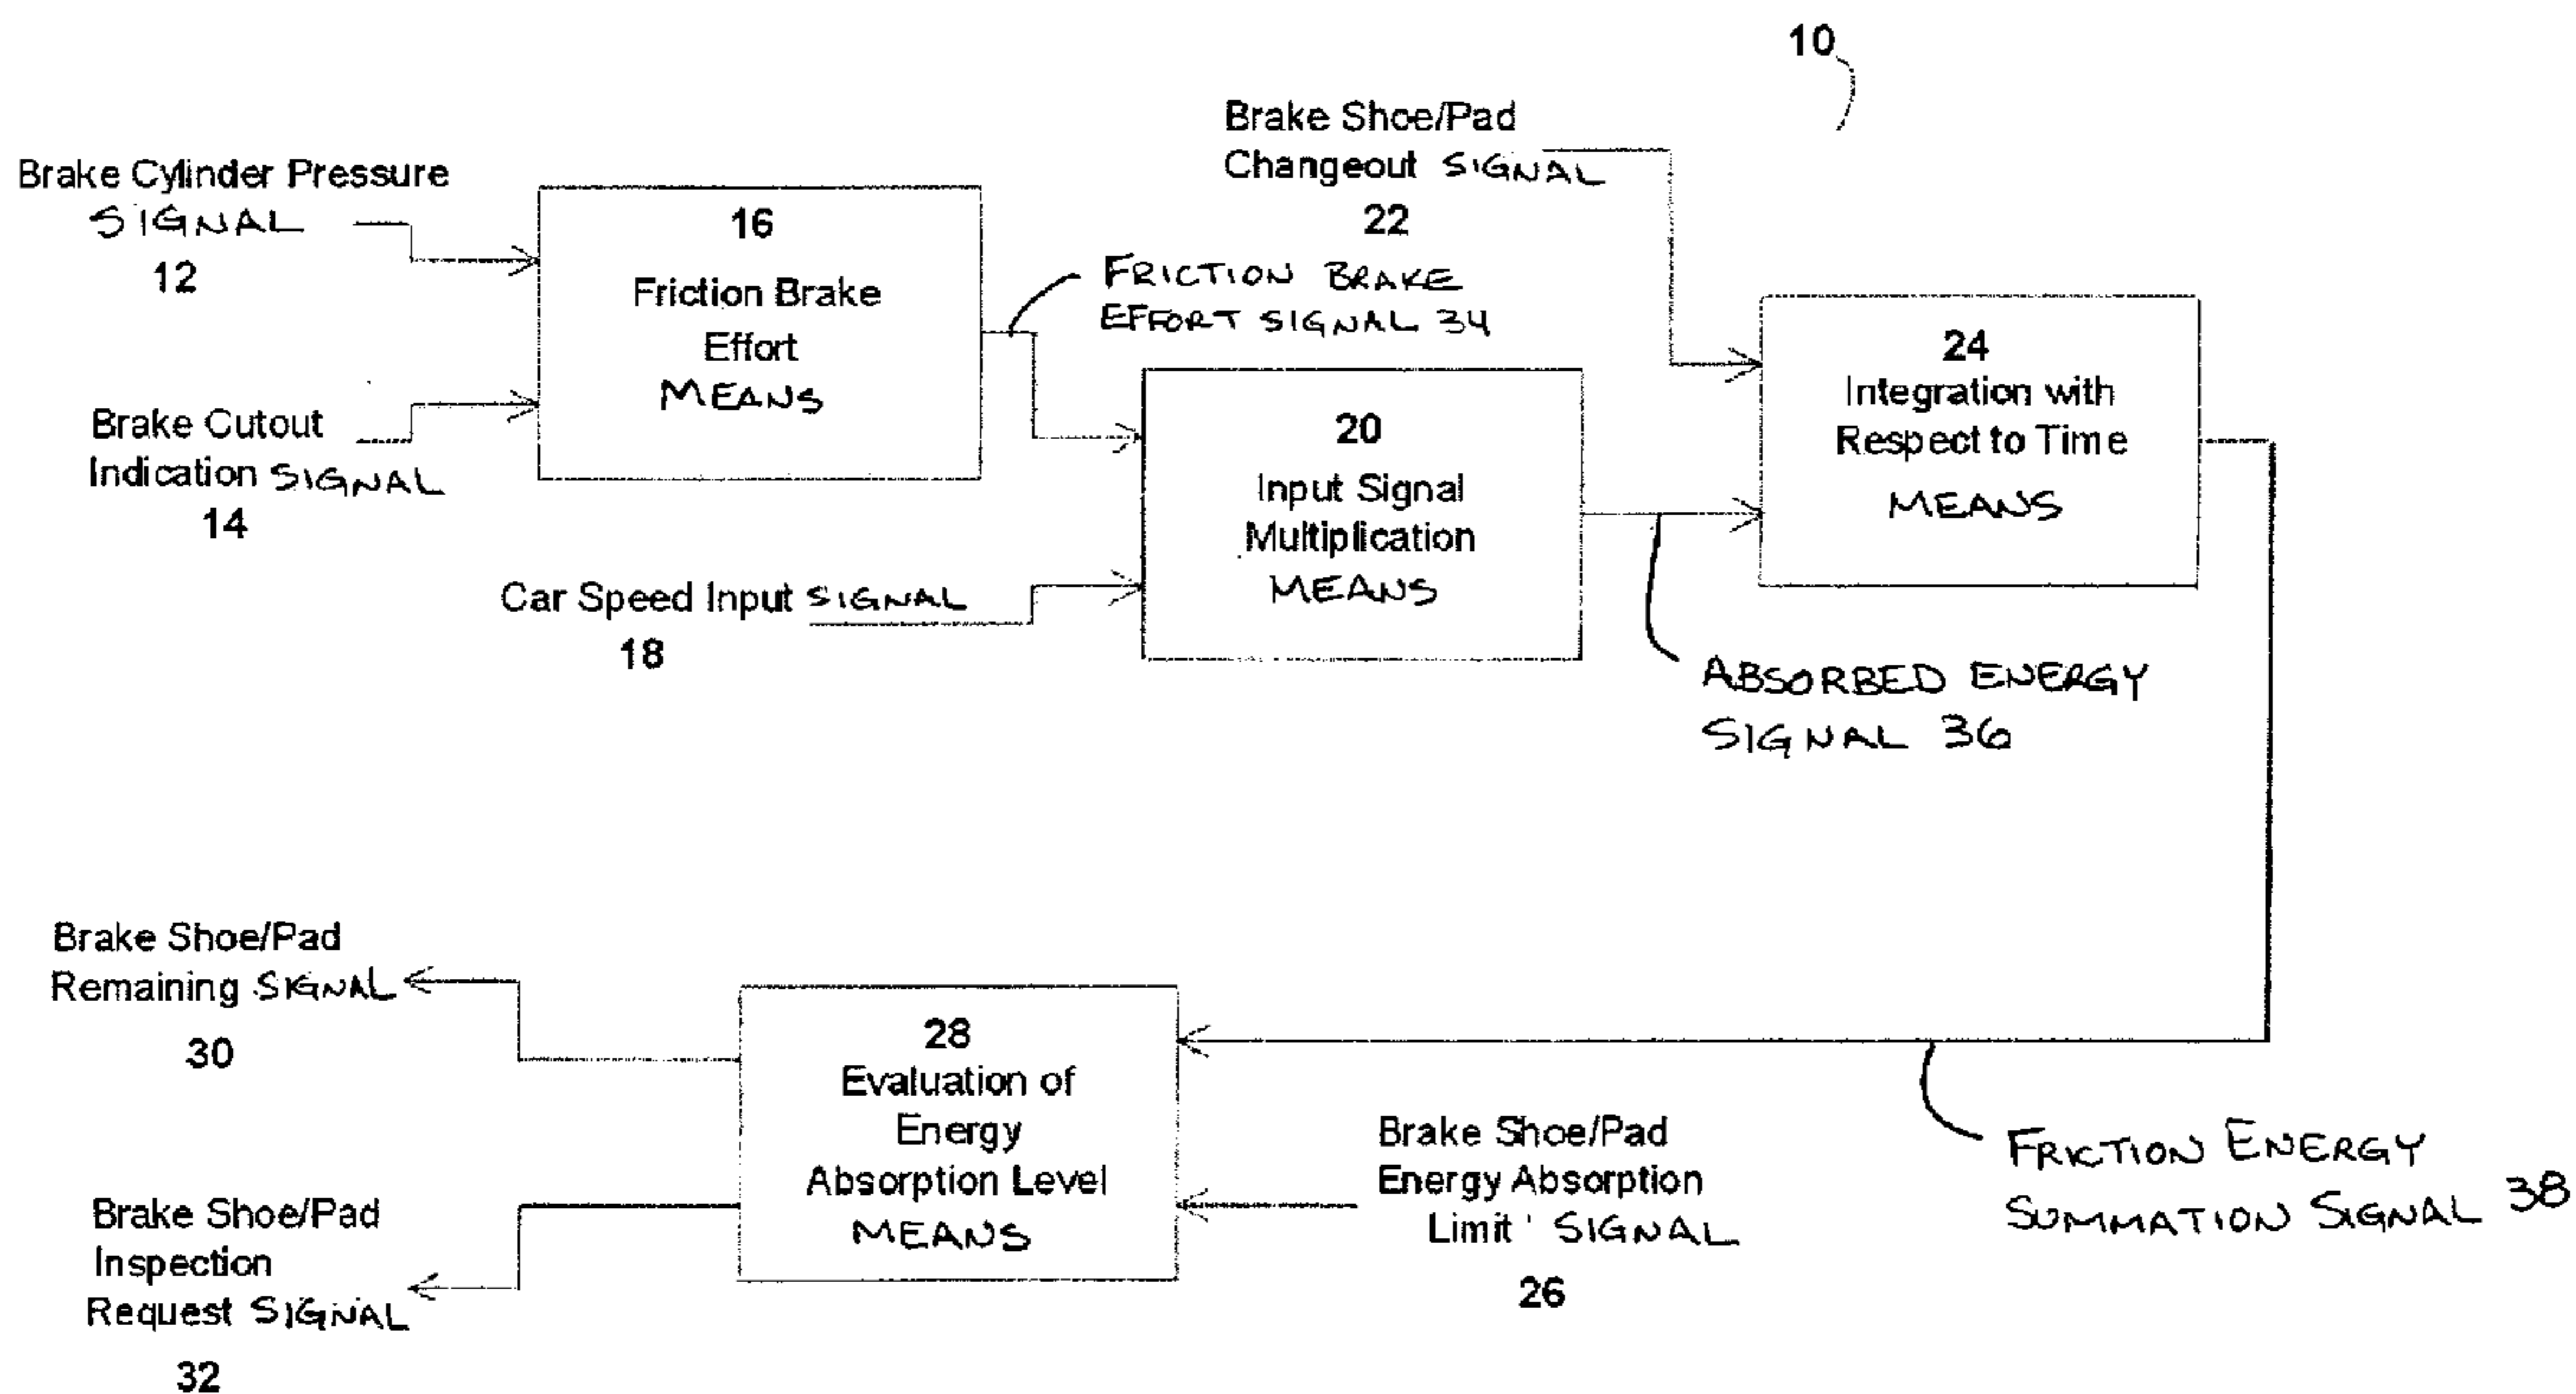 10
Brake Cylinder Pressure
SIGNAL
12
Brake Cutout
Indication SIGNAL
14
16
Friction Brake
Effort
MEANS
FRICTION BRAKE
EFFORT SIGNAL 34
Car Speed Input SIGNAL
18
20
Input Signal
Multiplication
MEANS
Brake Shoe/Pad
Changeout SIGNAL
22
24
Integration with
Respect to Time
MEANS
ABSORBED ENERGY
SIGNAL 36
FRICTION ENERGY
SUMMATION SIGNAL 38
Brake Shoe/Pad
Energy Absorption
Limit SIGNAL
26
28
Evaluation of
Energy
Absorption Level
MEANS
Brake Shoe/Pad
Remaining SIGNAL
30
Brake Shoe/Pad
Inspection
Request SIGNAL
32